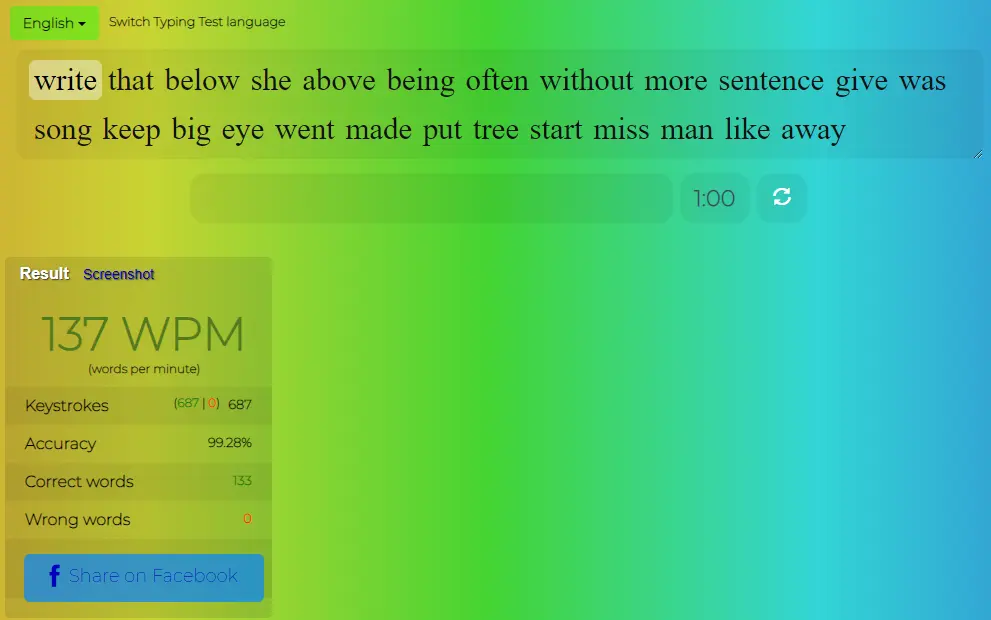 English
Switch Typing Test language
write that below she above being often without more sentence give was
song keep big eye went made put tree start miss man like away
1:00
Result Screenshot
137 WPM
(words per minute)
Keystrokes (687 | 0) 687
Accuracy 99.28%
Correct words 133
Wrong words 0
f Share on Facebook